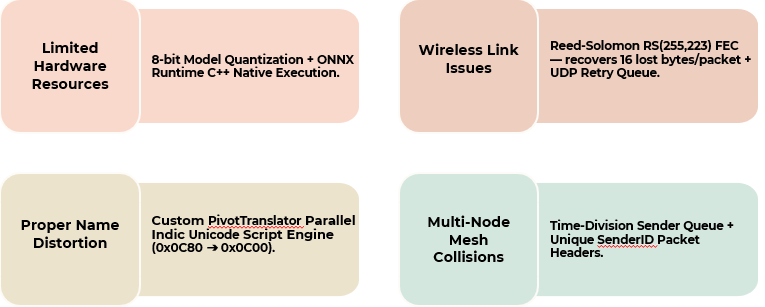 Limited
Hardware
Resources
8-bit Model Quantization + ONNX
Runtime C++ Native Execution.
Wireless Link
Issues
Reed-Solomon RS(255,223) FEC
— recovers 16 lost bytes/packet +
UDP Retry Queue.
Proper Name
Distortion
Custom PivotTranslator Parallel
Indic Unicode Script Engine
(0x0C80 → 0x0C00).
Multi-Node
Mesh
Collisions
Time-Division Sender Queue +
Unique SenderID Packet
Headers.